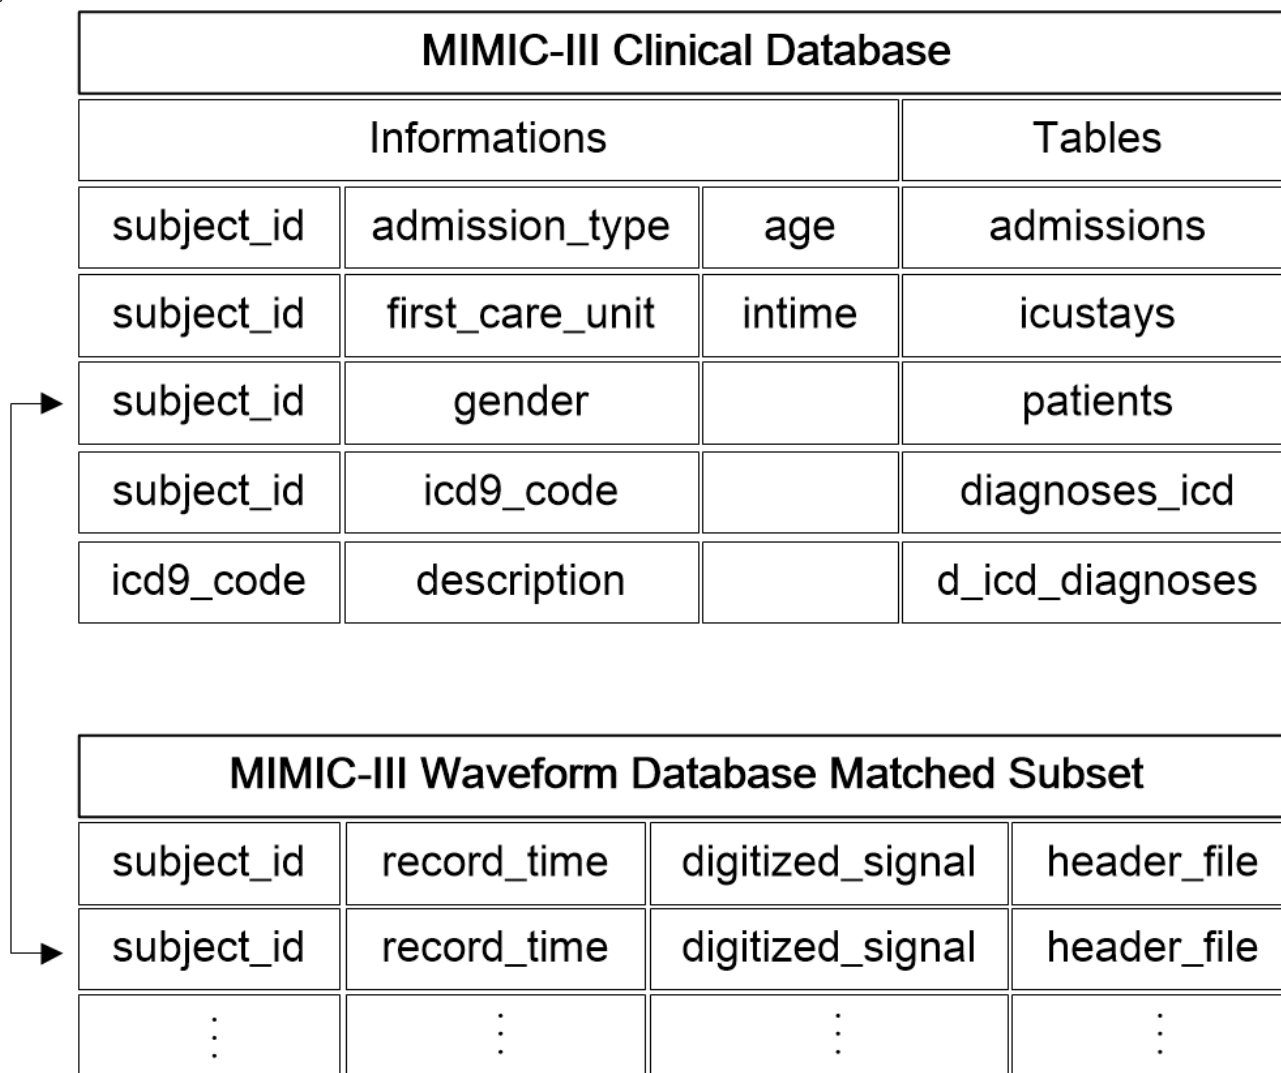 MIMIC-III Clinical Database
Informations Tables
subject_id admission_type age admissions
subject_id first_care_unit intime icustays
subject_id gender patients
subject_id icd9_code diagnoses_icd
icd9_code description d_icd_diagnoses
MIMIC-III Waveform Database Matched Subset
subject_id record_time digitized_signal header_file
subject_id record_time digitized_signal header_file
⋮ ⋮ ⋮ ⋮